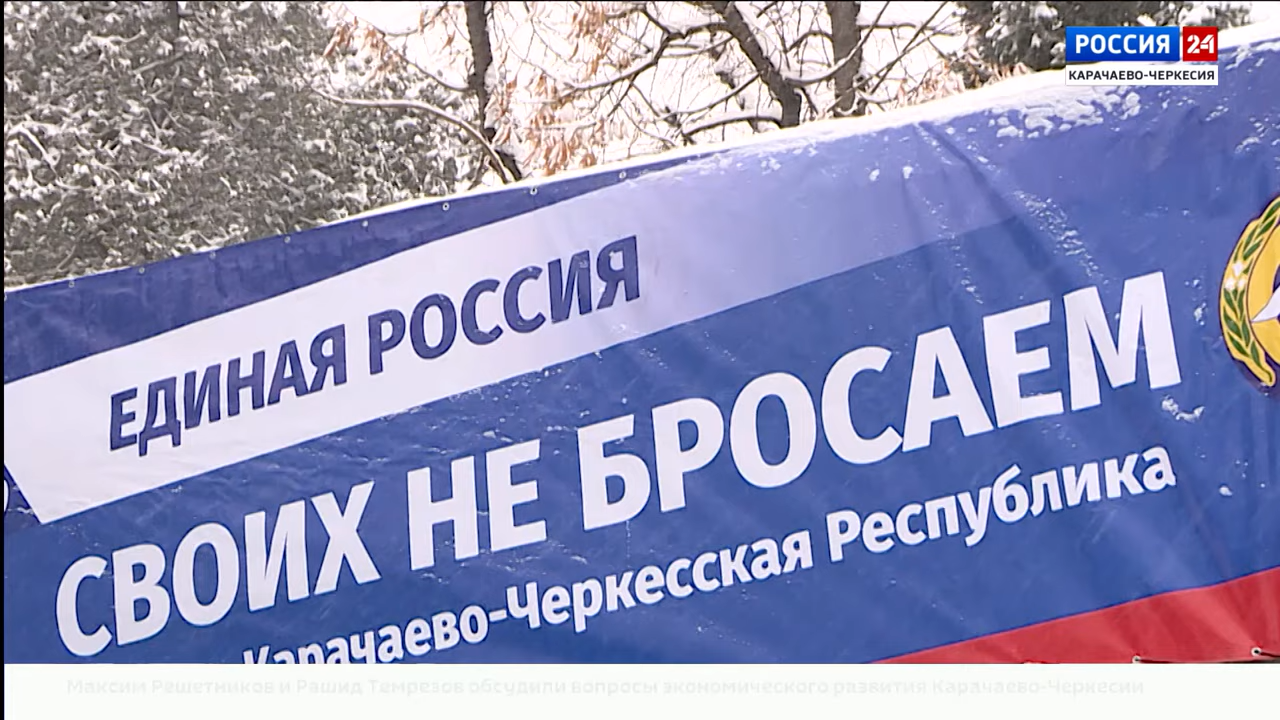 РОССИЯ 24
КАРАЧАЕВО-ЧЕРКЕСИЯ
ЕДИНАЯ РОССИЯ
СВОИХ НЕ БРОСАЕМ
Карачаево-Черкесская Республика
Максим Решетников и Рашид Темрезов обсудили вопросы экономического развития Карачаево-Черкесии